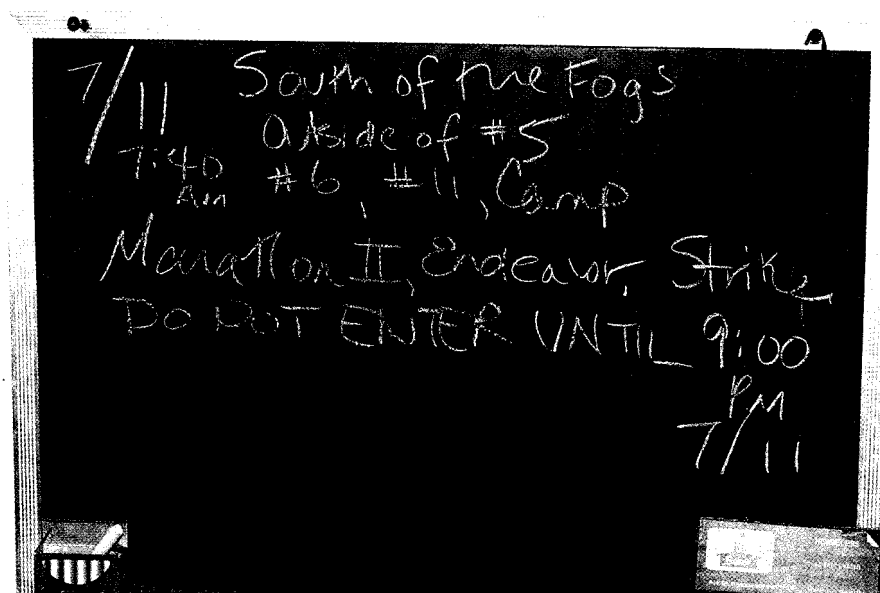 7/11 South of the Fogs
Outside of #5
7:40 Am #6, #11, Camp
Marathon II, Endeavor, Strike
DO NOT ENTER UNTIL 9:00
PM
7/11